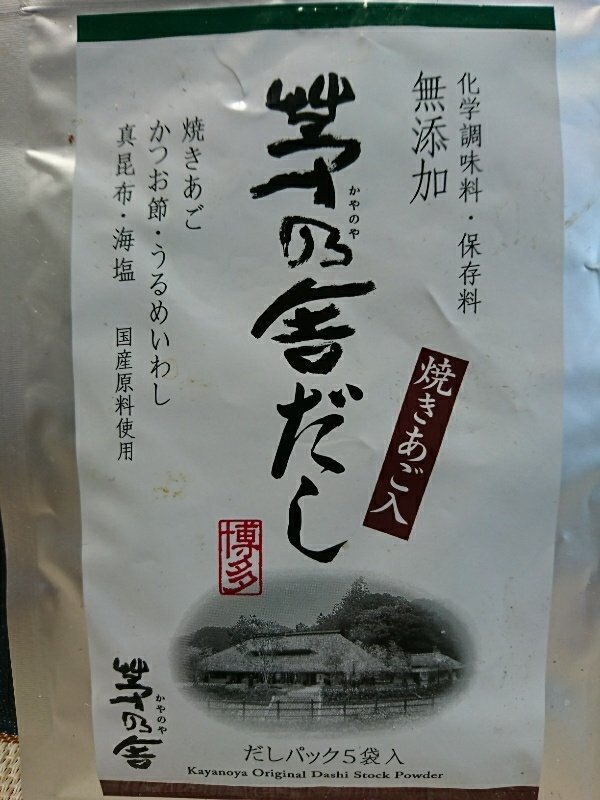 化学調味料・保存料
無添加
茅乃舎だし
かやのや
焼きあご入
焼きあご
かつお節・うるめいわし
真昆布・海塩
国産原料使用
博多
茅乃舎
かやのや
だしパック5袋入
Kayanoya Original Dashi Stock Powder